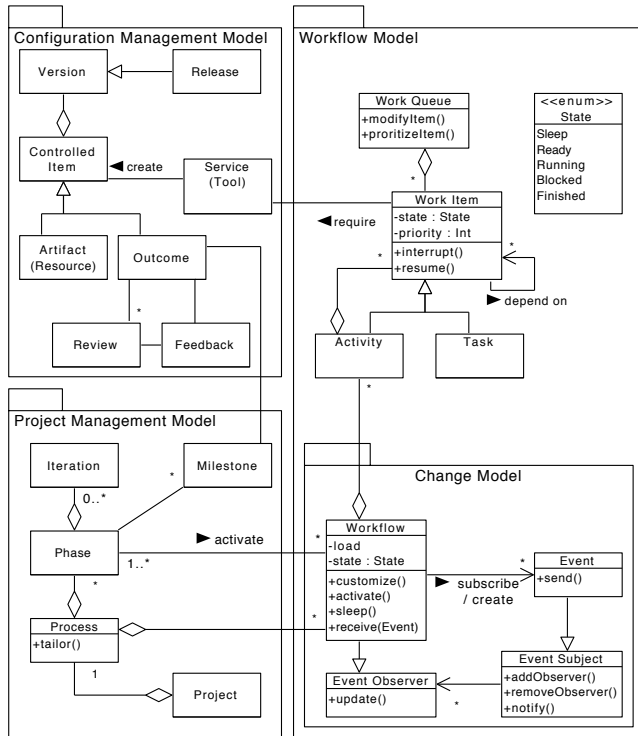 Configuration Management Model
Version
Release
Controlled
Item
create
Service
(Tool)
Artifact
(Resource)
Outcome
*
Review
Feedback
Workflow Model
Work Queue
+modifyItem()
+proritizeItem()
<<enum>>
State
Sleep
Ready
Running
Blocked
Finished
*
Work Item
-state : State
-priority : Int
+interrupt()
+resume()
require
*
*
depend on
Activity
Task
*
Project Management Model
Iteration
Milestone
0..*
*
Phase
1..*
activate
*
*
Process
+tailor()
*
1
Project
Change Model
Workflow
-load
-state : State
+customize()
+activate()
+sleep()
+receive(Event)
subscribe
/ create
*
Event
+send()
Event Observer
+update()
*
Event Subject
+addObserver()
+removeObserver()
+notify()